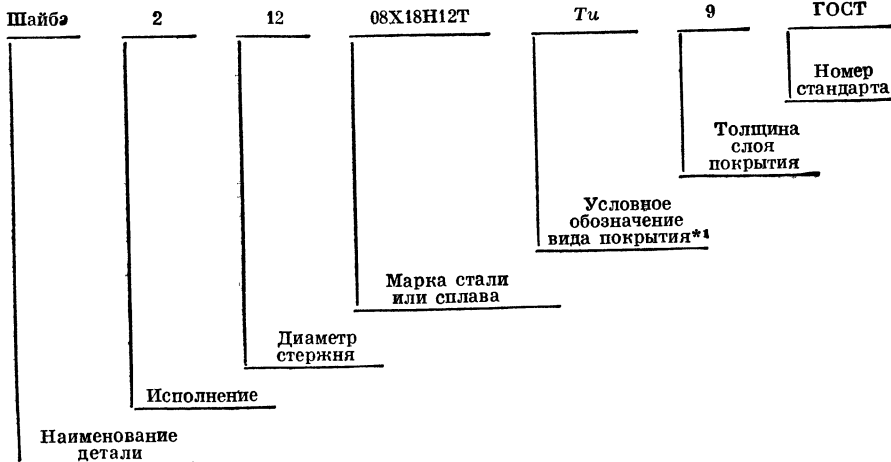 Шайба 2 12 08Х18Н12Т Ти 9 ГОСТ
Номер
стандарта
Толщина
слоя
покрытия
Условное
обозначение
вида покрытия*1
Марка стали
или сплава
Диаметр
стержня
Исполнение
Наименование
детали